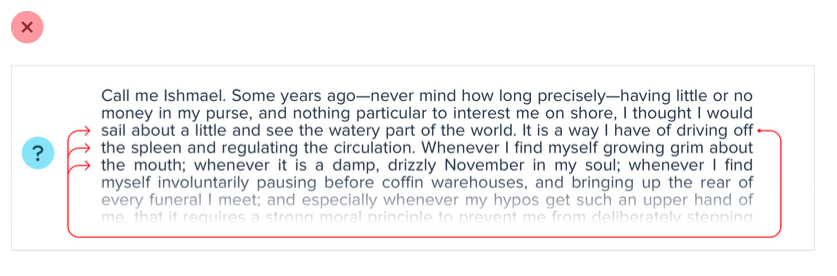 Call me Ishmael. Some years ago—never mind how long precisely—having little or no
money in my purse, and nothing particular to interest me on shore, I thought I would
sail about a little and see the watery part of the world. It is a way I have of driving off
?
the spleen and regulating the circulation. Whenever I find myself growing grim about
the mouth; whenever it is a damp, drizzly November in my soul; whenever I find
myself involuntarily pausing before coffin warehouses, and bringing up the rear of
every funeral I meet; and especially whenever my hypos get such an upper hand of
me, that it requires a strong moral principle to prevent me from deliberately stepping